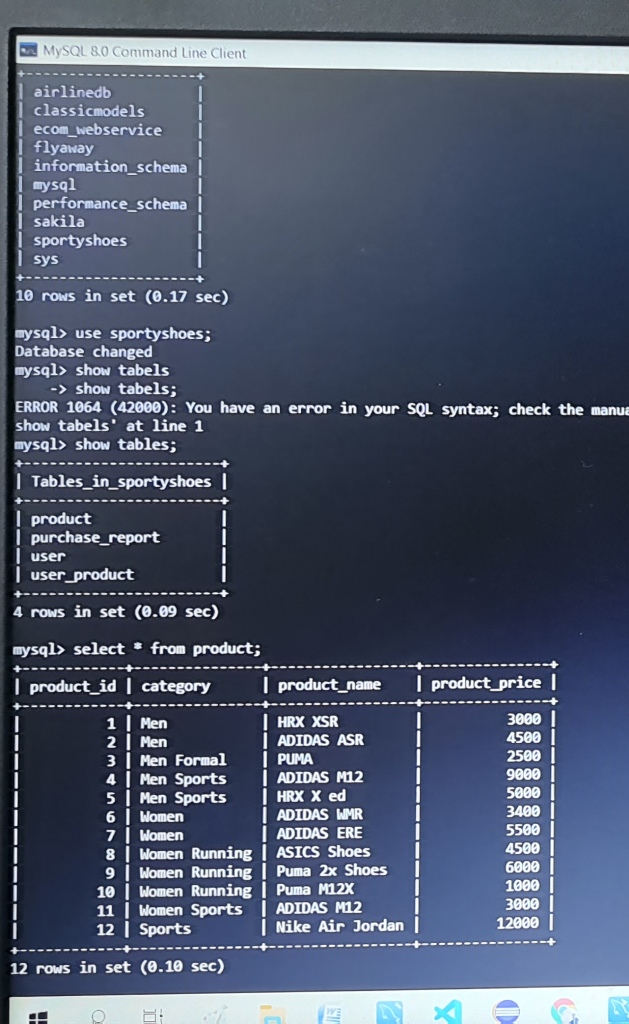 MySQL 8.0 Command Line Client
+--------------------+
| airlinedb          |
| classicmodels      |
| ecom_webservice    |
| flyaway            |
| information_schema |
| mysql              |
| performance_schema |
| sakila             |
| sportyshoes        |
| sys                |
+--------------------+
10 rows in set (0.17 sec)
mysql> use sportyshoes;
Database changed
mysql> show tabels
    -> show tabels;
ERROR 1064 (42000): You have an error in your SQL syntax; check the manua
show tabels' at line 1
mysql> show tables;
+-----------------------+
| Tables_in_sportyshoes |
+-----------------------+
| product               |
| purchase_report       |
| user                  |
| user_product          |
+-----------------------+
4 rows in set (0.09 sec)
mysql> select * from product;
+------------+---------------+-----------------+---------------+
| product_id | category      | product_name    | product_price |
+------------+---------------+-----------------+---------------+
|          1 | Men           | HRX XSR         |          3000 |
|          2 | Men           | ADIDAS ASR      |          4500 |
|          3 | Men Formal    | PUMA            |          2500 |
|          4 | Men Sports    | ADIDAS M12      |          9000 |
|          5 | Men Sports    | HRX X ed        |          5000 |
|          6 | Women         | ADIDAS WMR      |          3400 |
|          7 | Women         | ADIDAS ERE      |          5500 |
|          8 | Women Running | ASICS Shoes     |          4500 |
|          9 | Women Running | Puma 2x Shoes   |          6000 |
|         10 | Women Running | Puma M12X       |          1000 |
|         11 | Women Sports  | ADIDAS M12      |          3000 |
|         12 | Sports        | Nike Air Jordan |         12000 |
+------------+---------------+-----------------+---------------+
12 rows in set (0.10 sec)